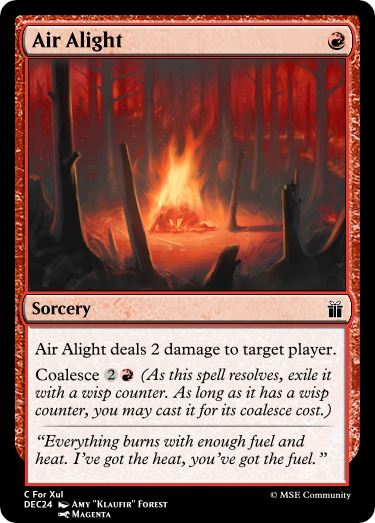 Air Alight
Sorcery
Air Alight deals 2 damage to target player.
Coalesce 2 (As this spell resolves, exile it
with a wisp counter. As long as it has a wisp
counter, you may cast it for its coalesce cost.)
“Everything burns with enough fuel and
heat. I’ve got the heat, you’ve got the fuel.”
C For Xul
DEC24 Amy "Klaufir" Forest
Magenta
© MSE Community